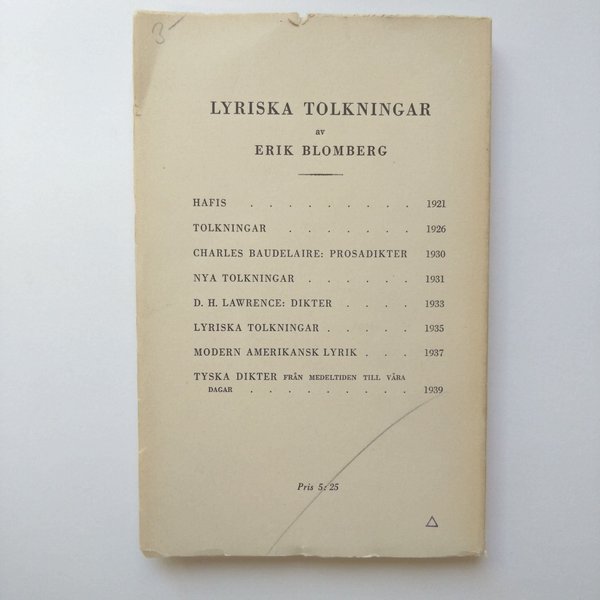 3-
LYRISKA TOLKNINGAR
av
ERIK BLOMBERG
HAFIS . . . . . . . . . 1921
TOLKNINGAR . . . . . . . 1926
CHARLES BAUDELAIRE: PROSADIKTER 1930
NYA TOLKNINGAR . . . . . . 1931
D. H. LAWRENCE: DIKTER . . . . 1933
LYRISKA TOLKNINGAR . . . . . 1935
MODERN AMERIKANSK LYRIK . . . 1937
TYSKA DIKTER FRÅN MEDELTIDEN TILL VÅRA
DAGAR . . . . . . . . . 1939
Pris 5:25